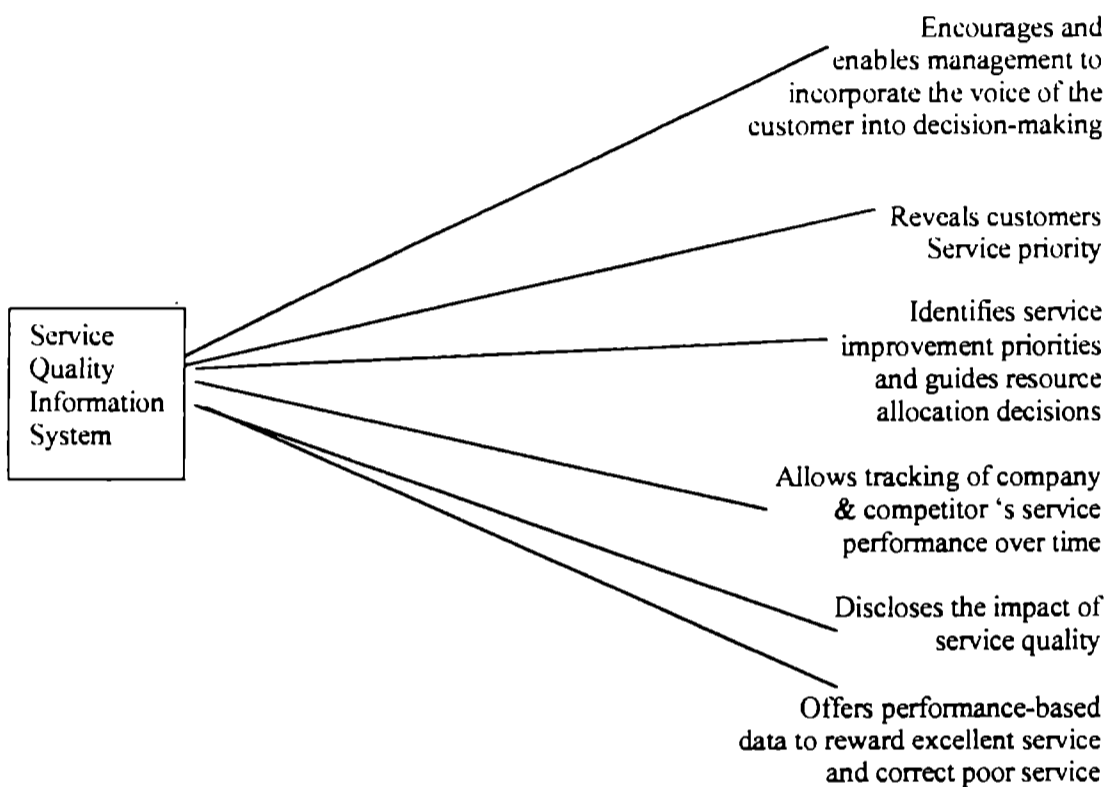 Encourages and
enables management to
incorporate the voice of the
customer into decision-making
Reveals customers
Service priority
Service
Quality
Information
System
Identifies service
improvement priorities
and guides resource
allocation decisions
Allows tracking of company
& competitor ‘s service
performance over time
Discloses the impact of
service quality
Offers performance-based
data to reward excellent service
and correct poor service